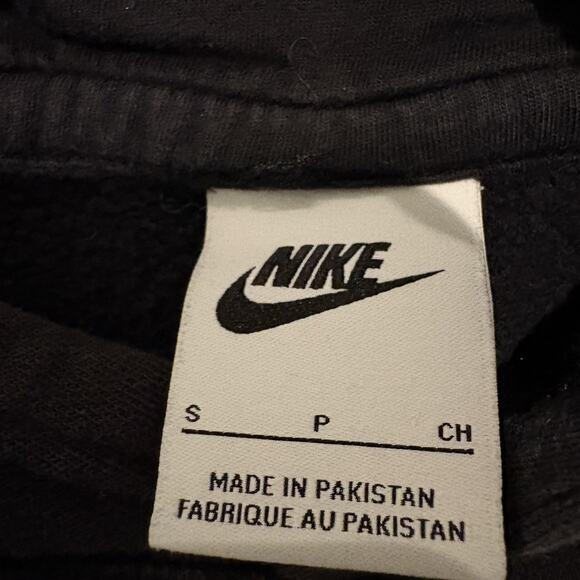 NIKE
S P CH
MADE IN PAKISTAN
FABRIQUE AU PAKISTAN